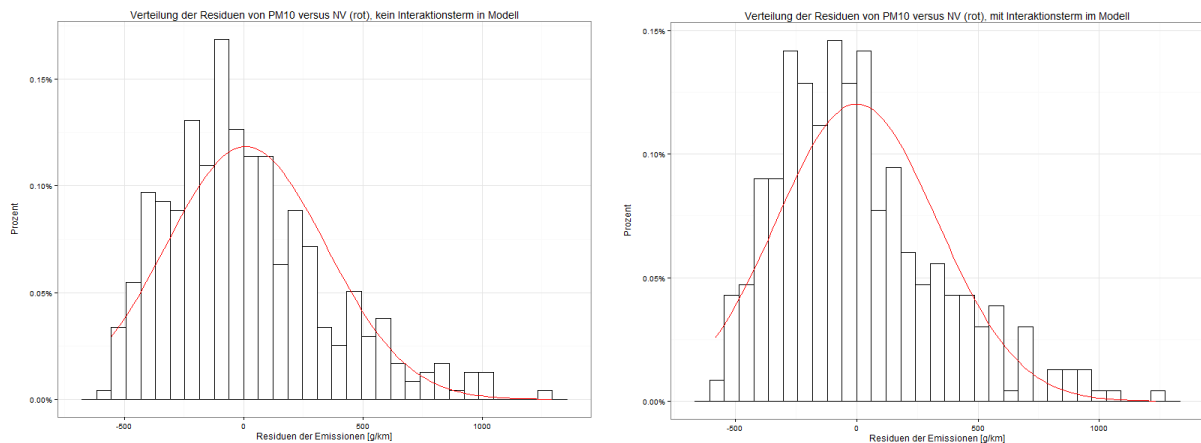 Verteilung der Residuen von PM10 versus NV (rot), kein Interaktionsterm in Modell
0.15%
0.10%
0.05%
0.00%
Prozent
-500
0
500
1000
Residuen der Emissionen [g/km]
Verteilung der Residuen von PM10 versus NV (rot), mit Interaktionsterm im Modell
0.15%
0.10%
0.05%
0.00%
Prozent
-500
0
500
1000
Residuen der Emissionen [g/km]